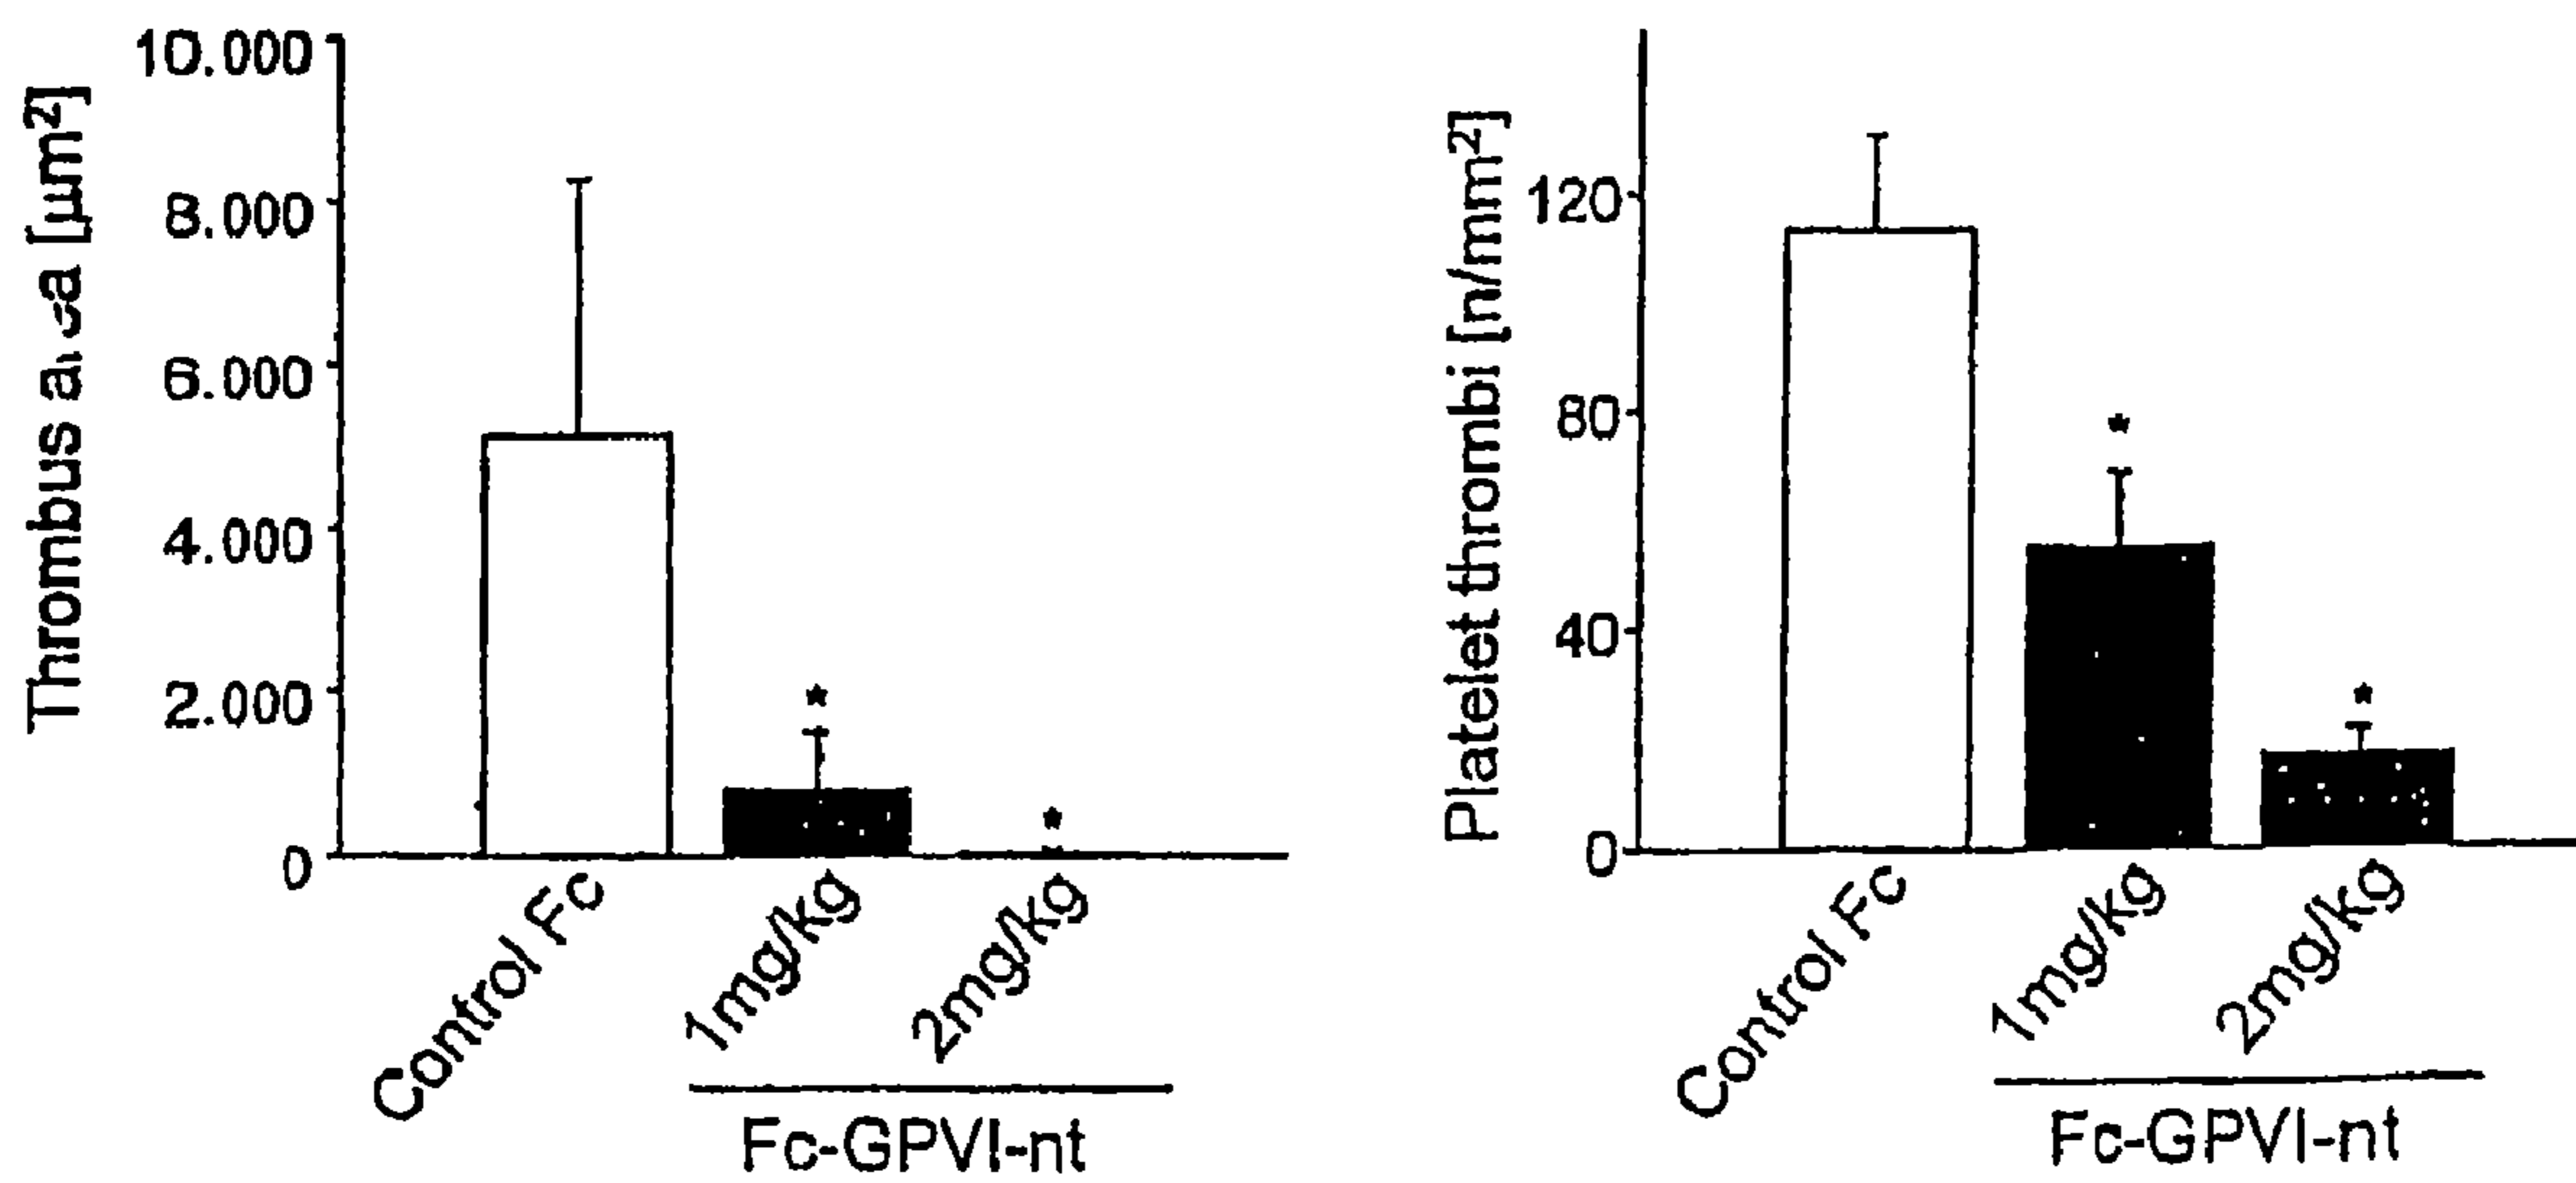 Thrombus area [µm²]
10.000
8.000
6.000
4.000
2.000
0
*
*
Control Fc
1mg/kg
2mg/kg
Fc-GPVI-nt
Platelet thrombi [n/mm²]
120
80
40
0
*
*
Control Fc
1mg/kg
2mg/kg
Fc-GPVI-nt